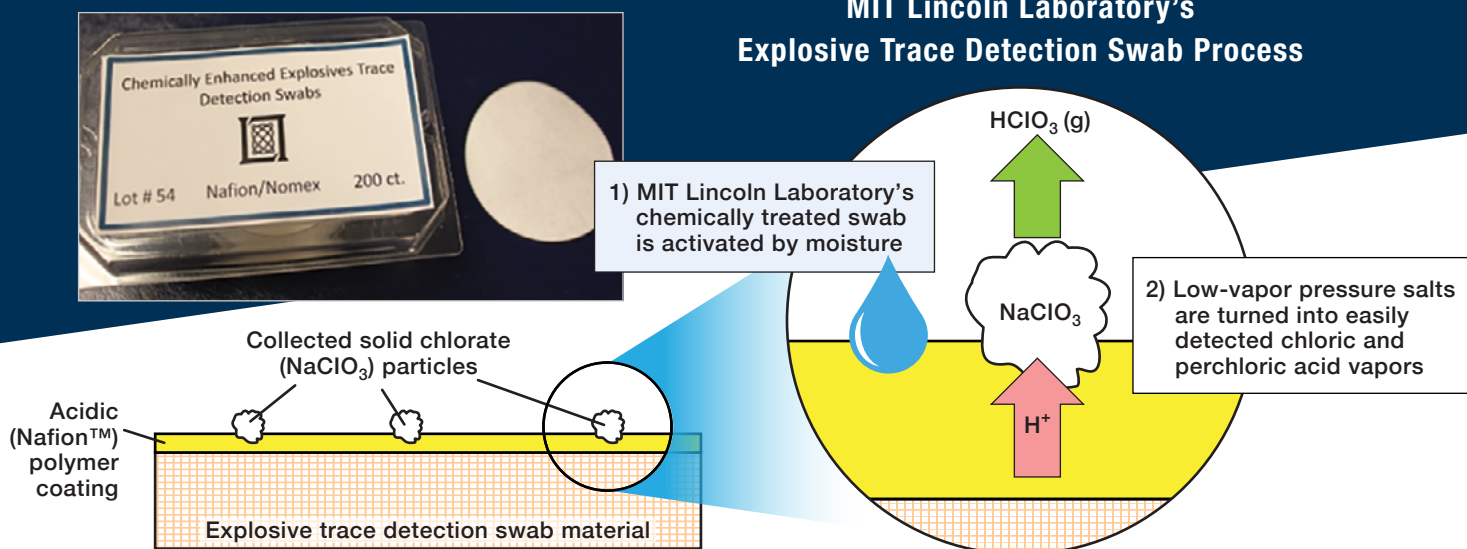 MIT Lincoln Laboratory's
Explosive Trace Detection Swab Process
Chemically Enhanced Explosives Trace
Detection Swabs
Lot # 54 Nafion/Nomex 200 ct.
1) MIT Lincoln Laboratory's
chemically treated swab
is activated by moisture
HClO₃ (g)
NaClO₃
H⁺
2) Low-vapor pressure salts
are turned into easily
detected chloric and
perchloric acid vapors
Collected solid chlorate
(NaClO₃) particles
Acidic
(Nafion™)
polymer
coating
Explosive trace detection swab material